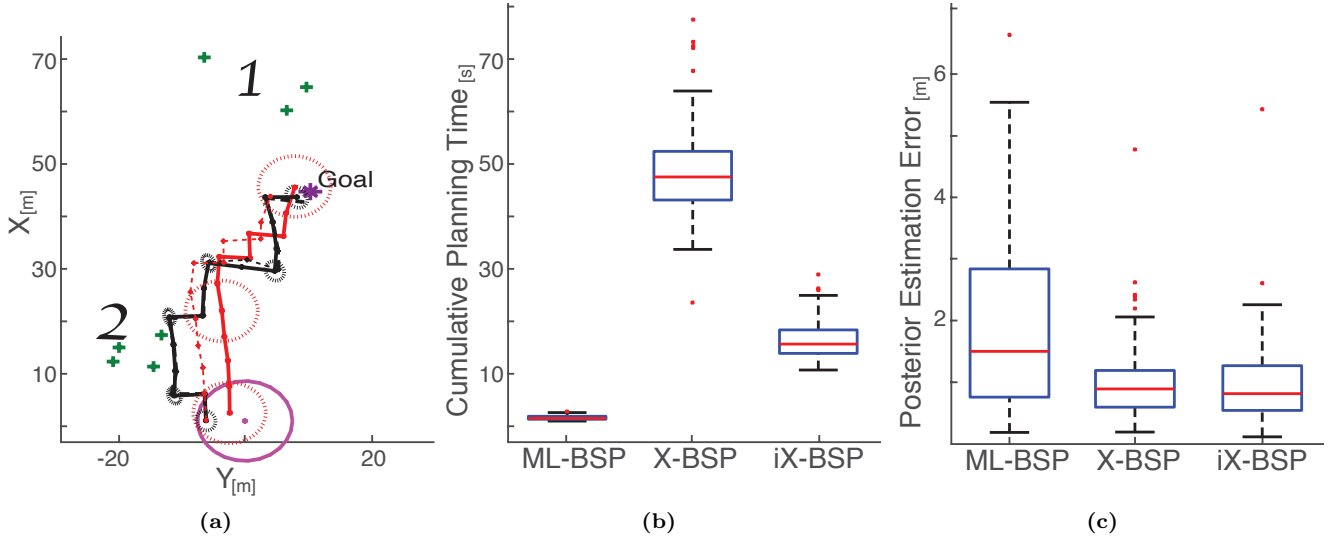 70
50
30
10
X[m]
-20
20
Y[m]
1
2
Goal
(a)
70
50
30
10
Cumulative Planning Time [s]
ML-BSP X-BSP iX-BSP
(b)
6
4
2
Posterior Estimation Error [m]
ML-BSP X-BSP iX-BSP
(c)